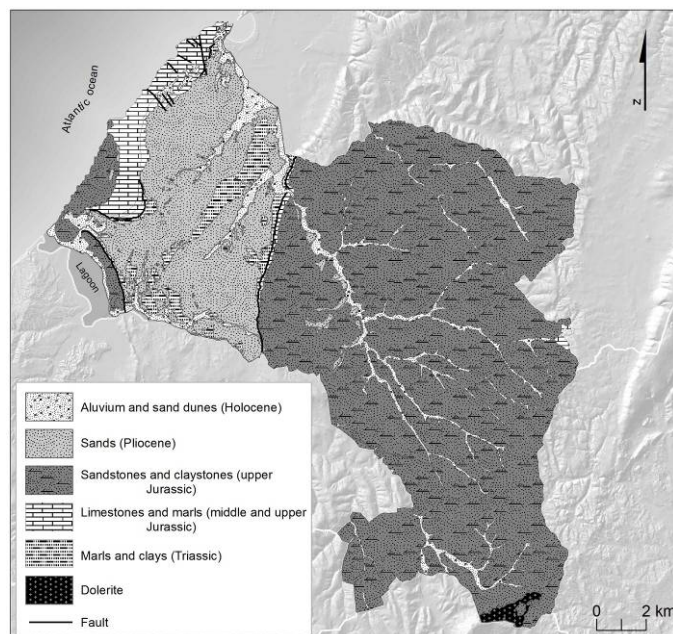 Atlantic ocean
Z
Lagoon
Aluvium and sand dunes (Holocene)
Sands (Pliocene)
Sandstones and claystones (upper
Jurassic)
Limestones and marls (middle and upper
Jurassic)
Marls and clays (Triassic)
Dolerite
Fault
0 2 km